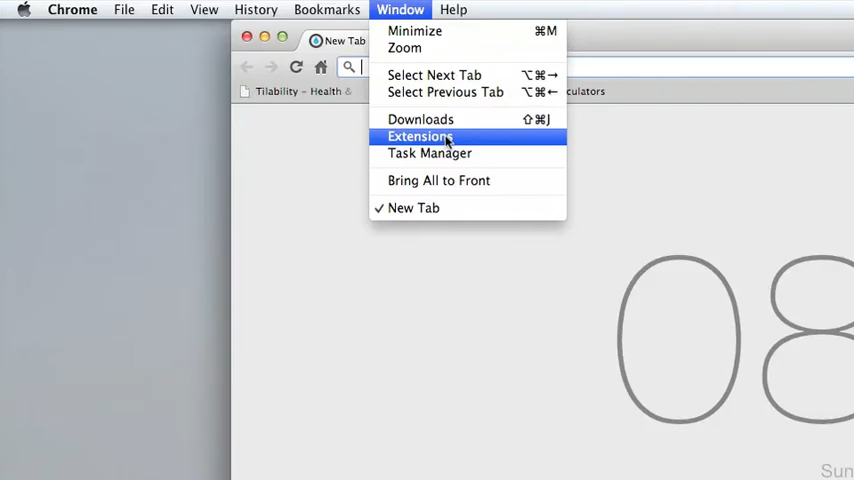 Chrome File Edit View History Bookmarks Window Help
New Tab
Minimize ⌘M
Zoom
Select Next Tab ⌥⌘→
Select Previous Tab ⌥⌘←
Downloads ⇧⌘J
Extensions
Task Manager
Bring All to Front
✓ New Tab
Tilability – Health &
culators
08
Sun